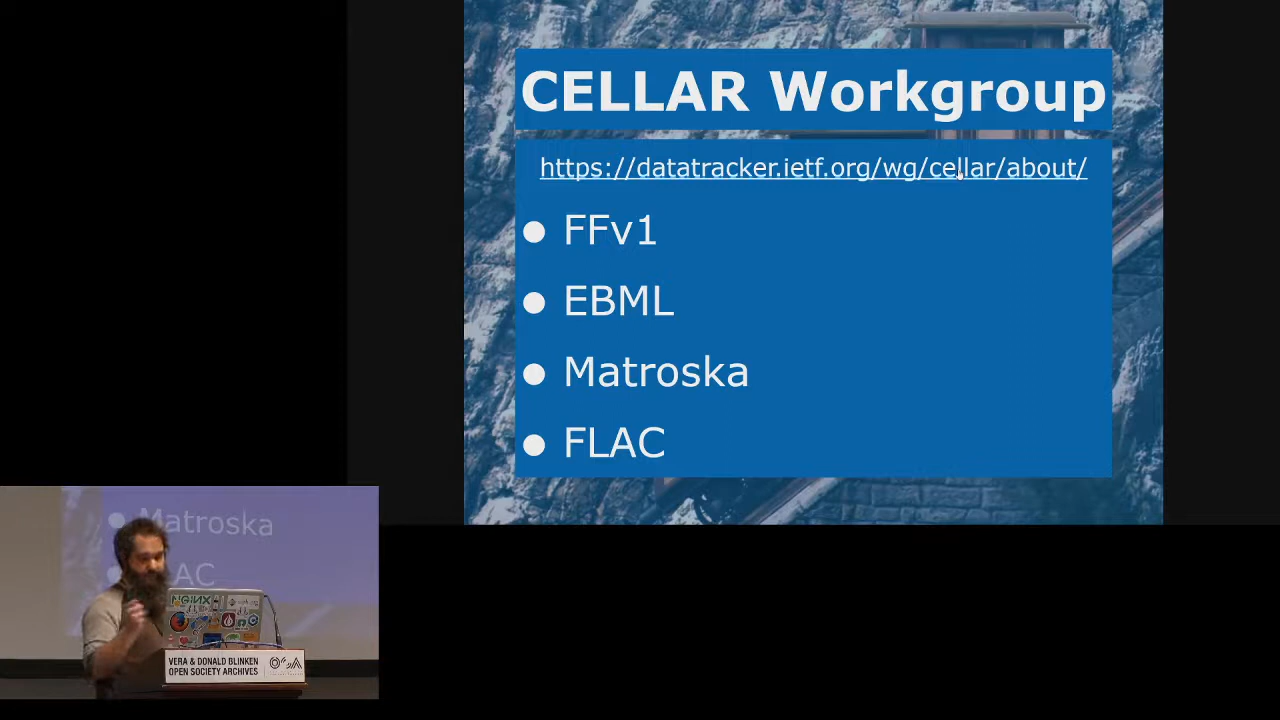 CELLAR Workgroup
https://datatracker.ietf.org/wg/cellar/about/
● FFv1
● EBML
● Matroska
● FLAC
● Matroska
AC
NGiNX
VERA & DONALD BLINKEN
OPEN SOCIETY ARCHIVES